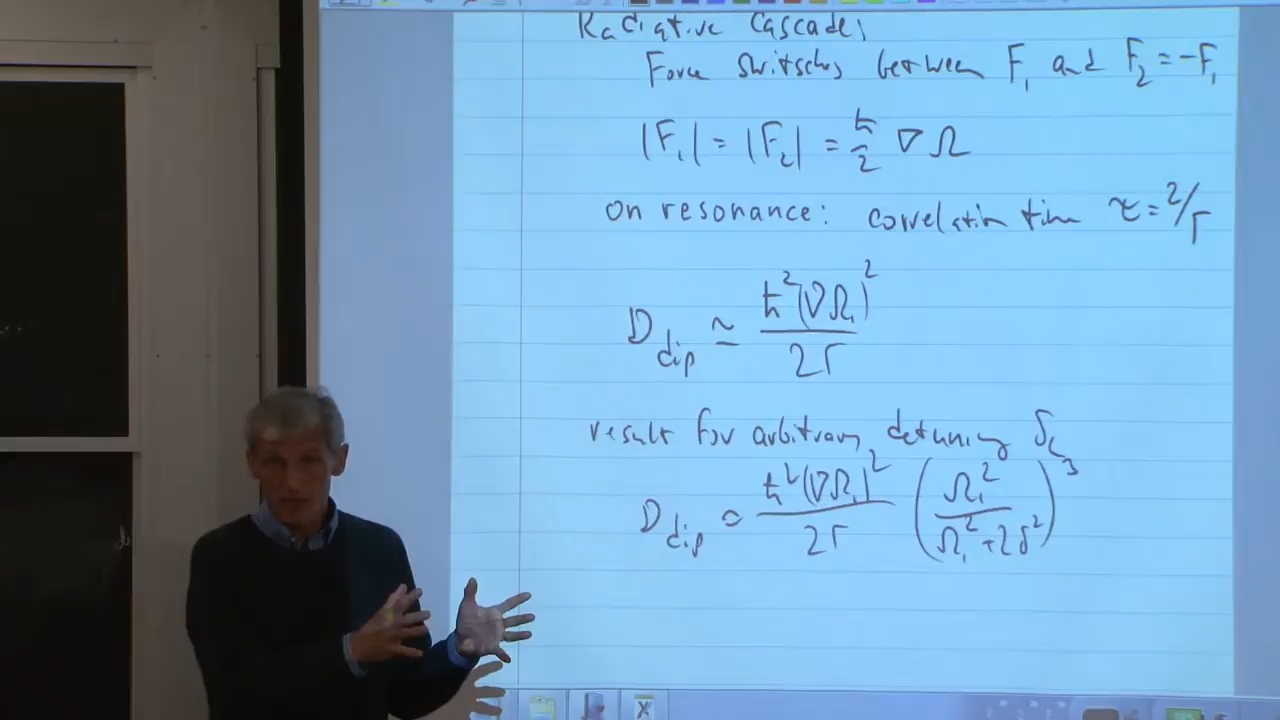 Radiative Cascade,
Force switches between F₁ and F₂ = -F₁
|F₁| = |F₂| = ħ/2 ∇Ω
on resonance: correlation time τ = 2/Γ
D_dip ≃ ħ²(∇Ω₁)² / 2Γ
result for arbitrary detuning δ_L
D_dip ≃ ħ²(∇Ω₁)² / 2Γ (Ω₁² / Ω₁² + 2δ²)³